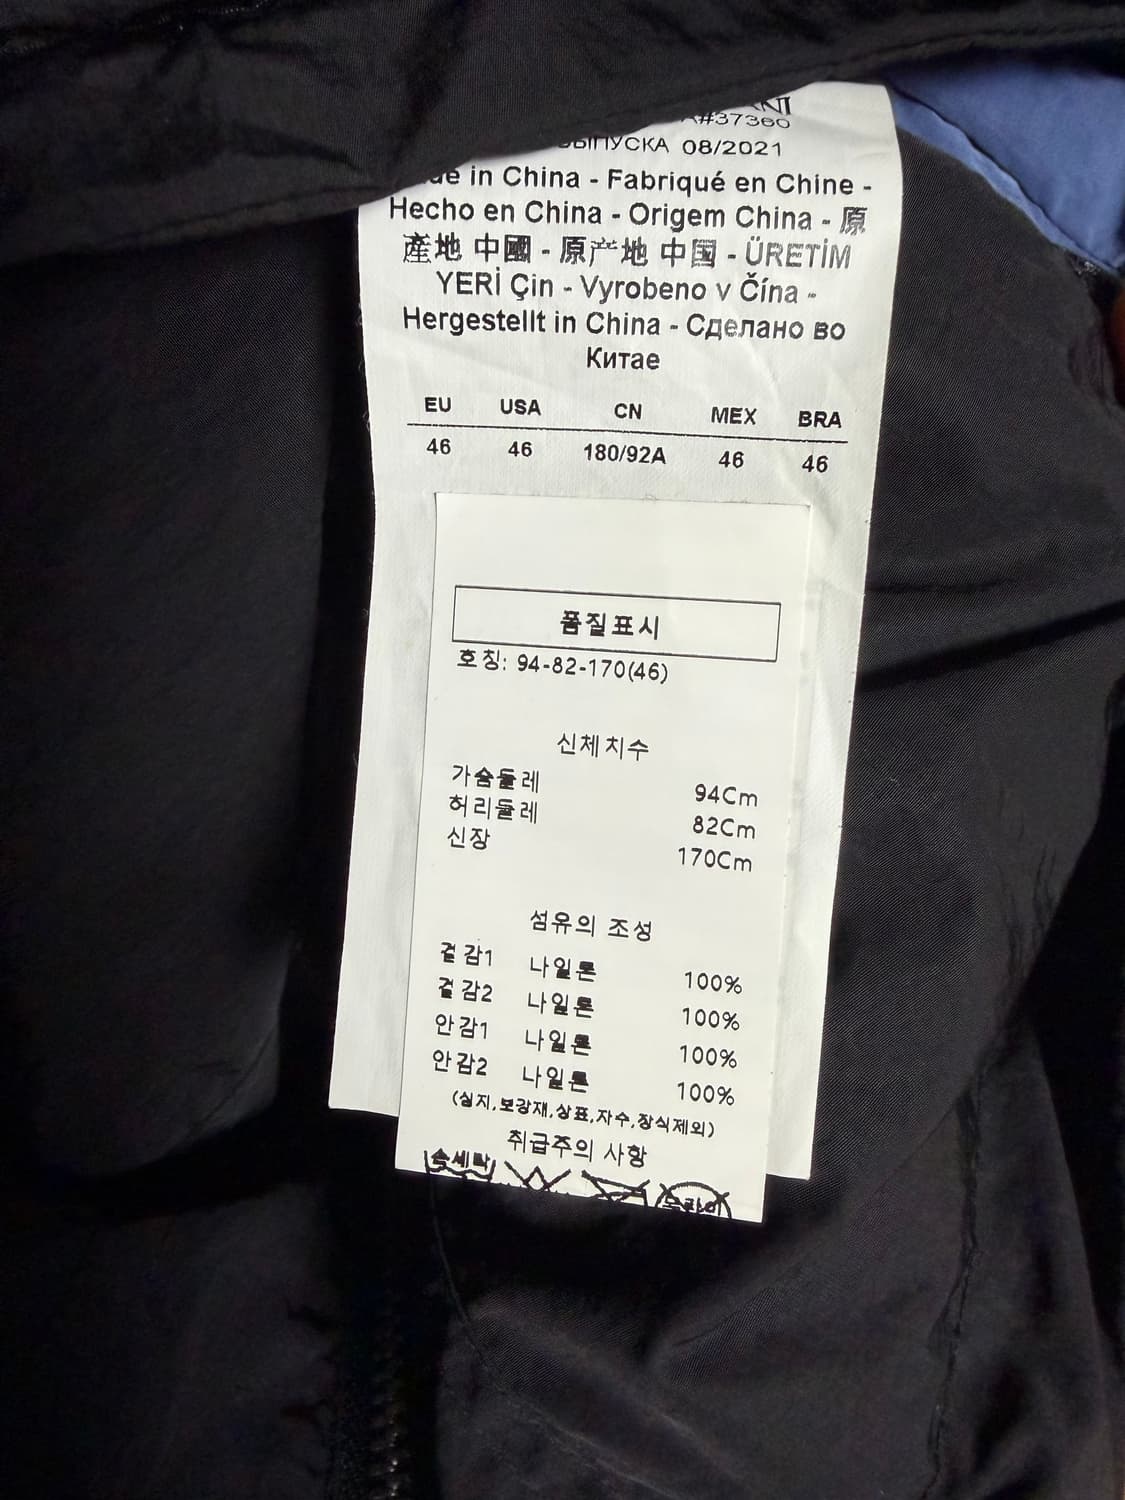 #37360
ВЫПУСКА 08/2021
in China - Fabriqué en Chine -
Hecho en China - Origem China - 原
產地 中國 - 原产地 中国 - ÜRETİM
YERİ Çin - Vyrobeno v Čína -
Hergestellt in China - Сделано во
Китае
EU USA CN MEX BRA
46 46 180/92A 46 46
품질표시
호칭: 94-82-170(46)
신체치수
가슴둘레 94Cm
허리둘레 82Cm
신장 170Cm
섬유의 조성
겉감1 나일론 100%
겉감2 나일론 100%
안감1 나일론 100%
안감2 나일론 100%
(심지,보강재,상표,자수,장식제외)
취급주의 사항
손세탁